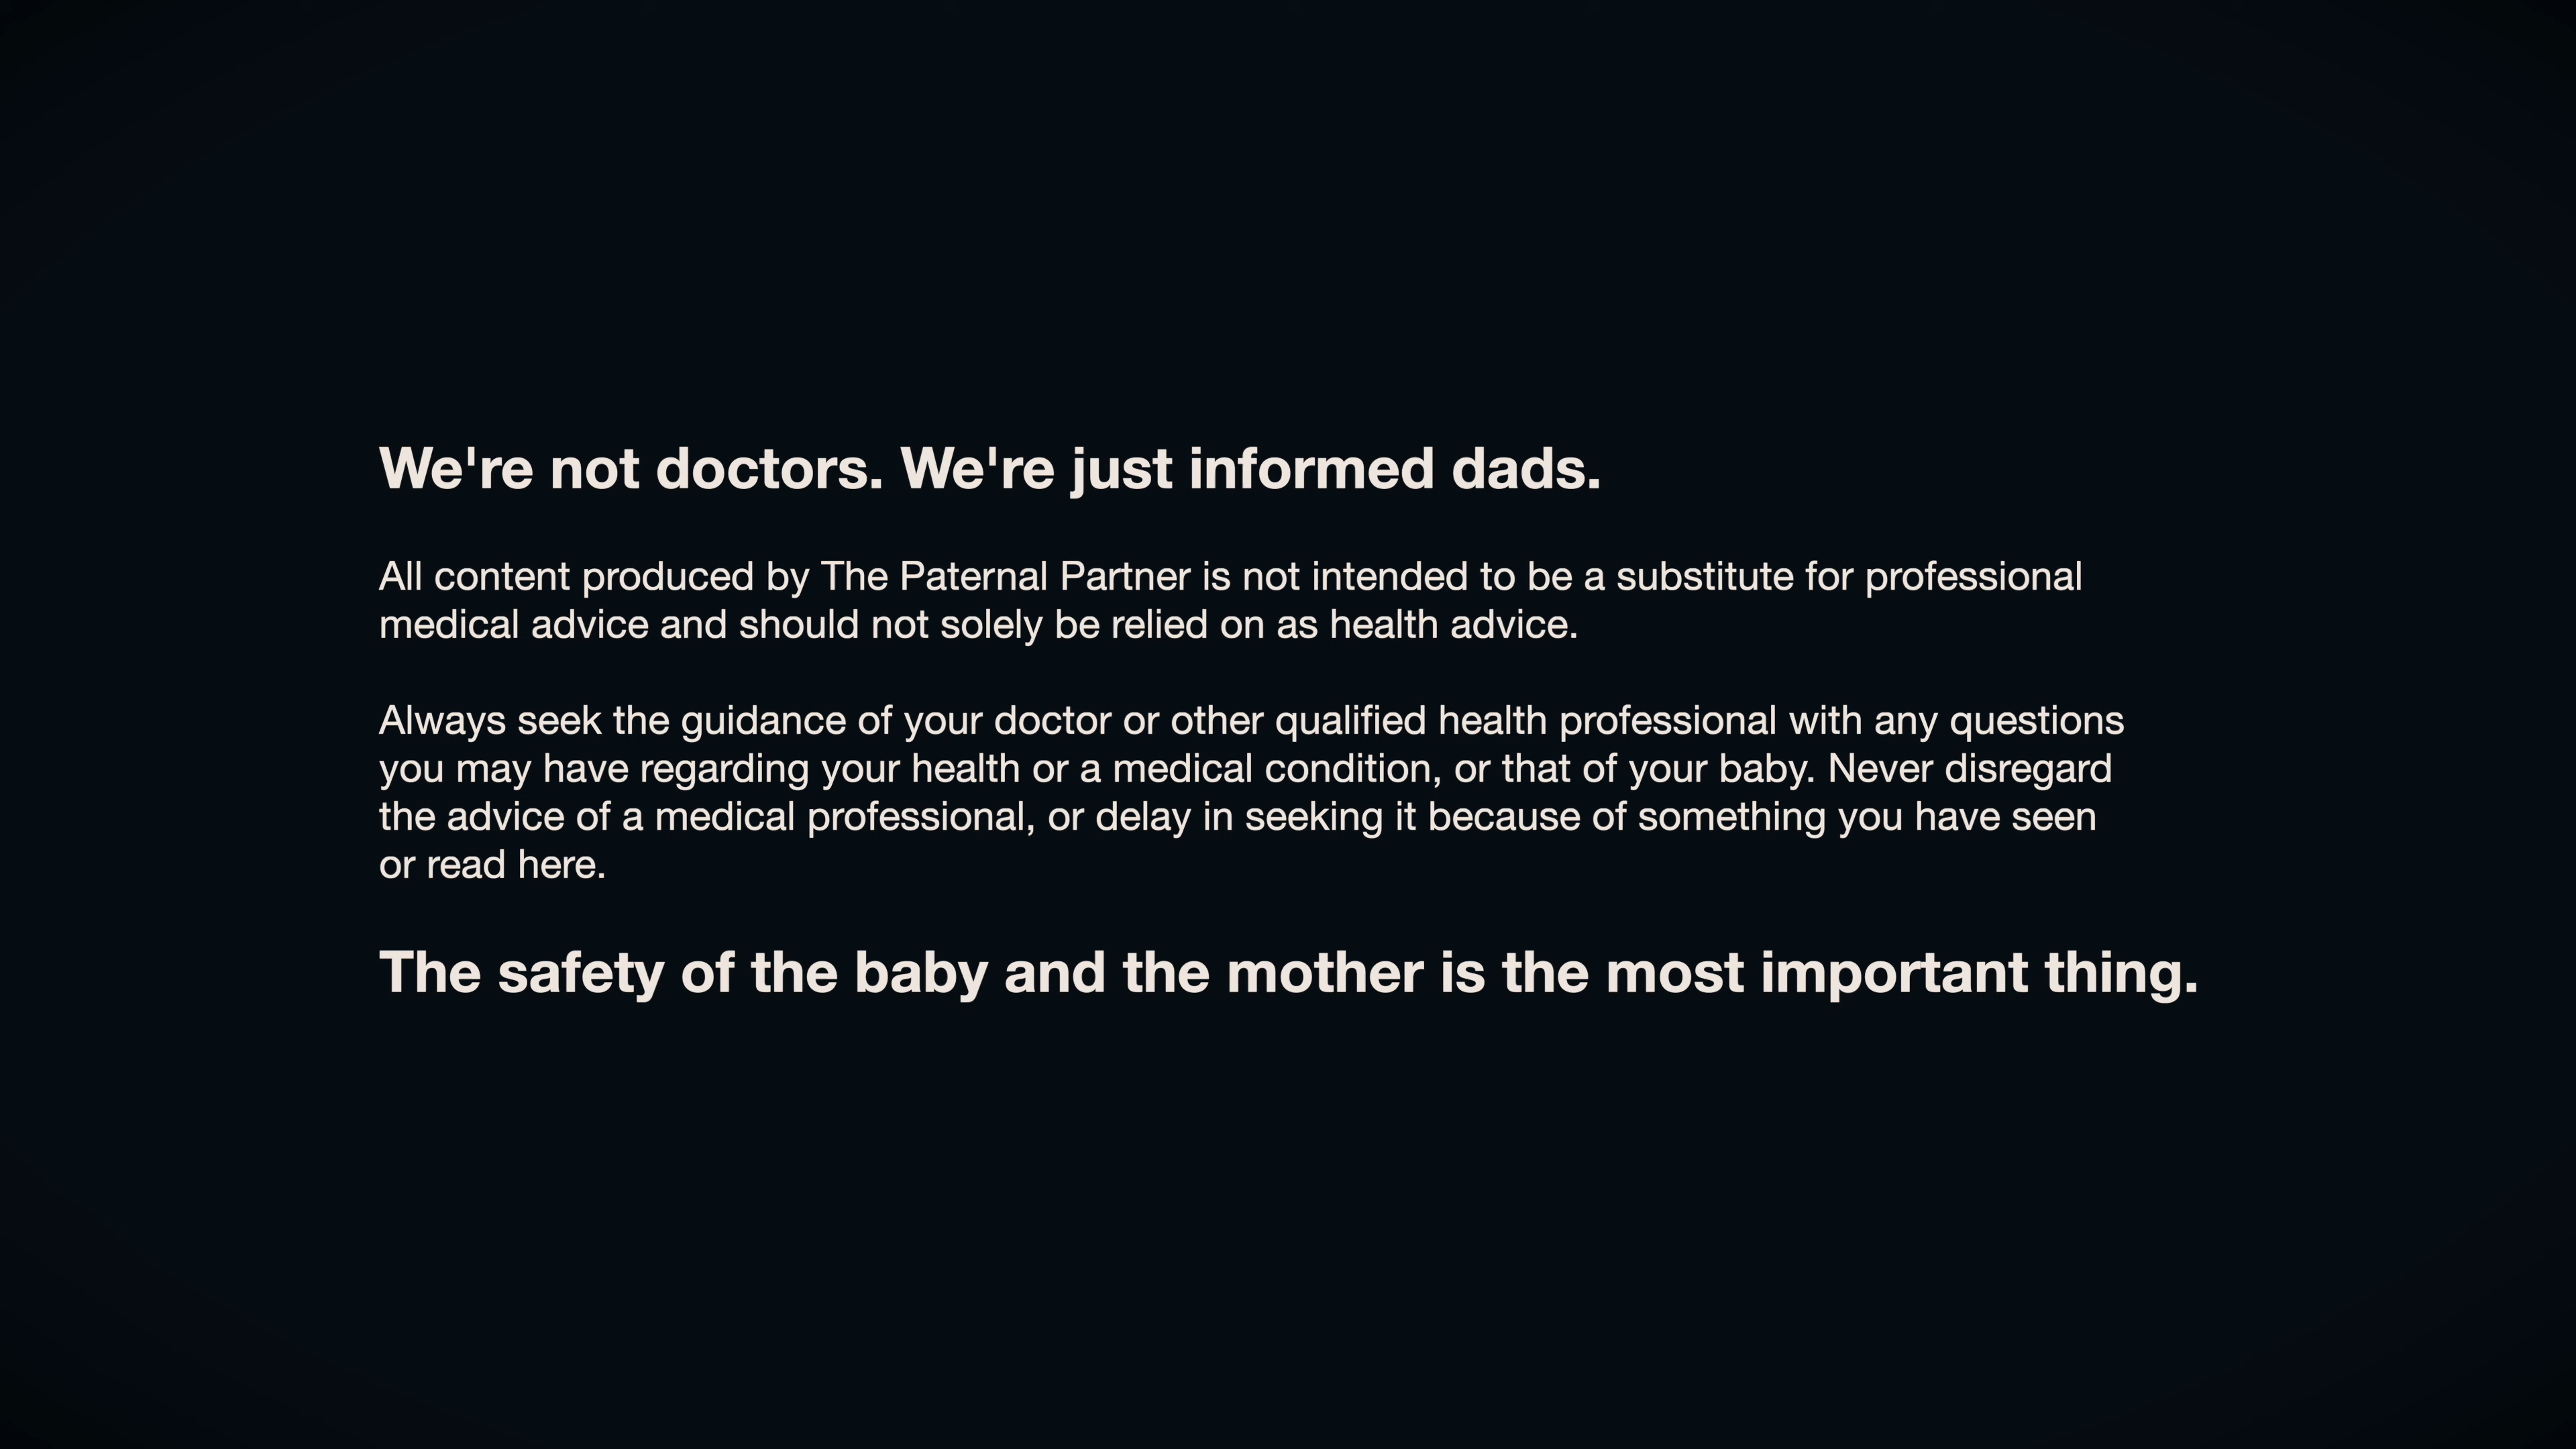 We're not doctors. We're just informed dads.
All content produced by The Paternal Partner is not intended to be a substitute for professional
medical advice and should not solely be relied on as health advice.
Always seek the guidance of your doctor or other qualified health professional with any questions
you may have regarding your health or a medical condition, or that of your baby. Never disregard
the advice of a medical professional, or delay in seeking it because of something you have seen
or read here.
The safety of the baby and the mother is the most important thing.